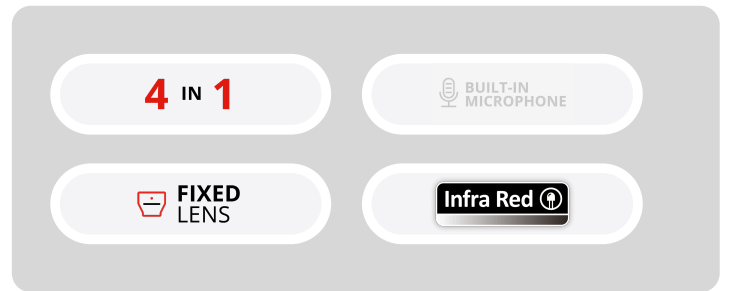 4 IN 1
BUILT-IN
MICROPHONE
FIXED
LENS
Infra Red